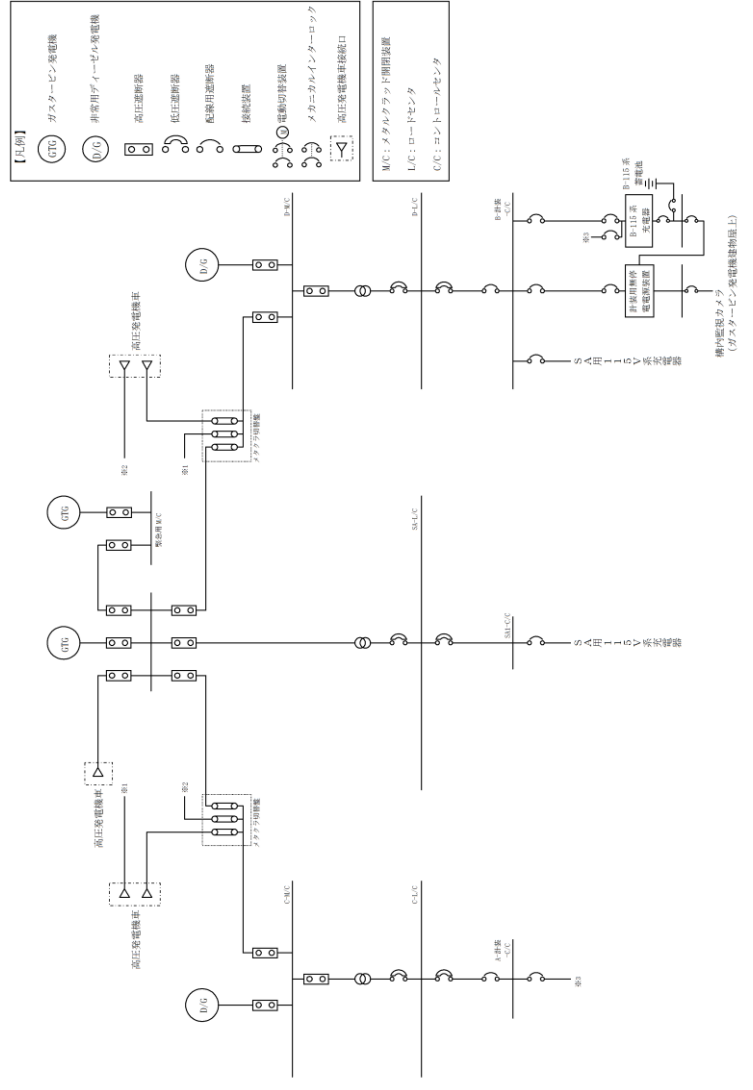 【凡例】
GTG
ガスタービン発電機
D/G
非常用ディーゼル発電機
高圧遮断器
低圧遮断器
配線用遮断器
接続装置
M
電動切替装置
メカニカルインターロック
高圧発電機車接続口
M/C：メタルクラッド開閉装置
L/C：ロードセンタ
C/C：コントロールセンタ
高圧発電機車
※1
高圧発電機車
※2
メタクラ切替盤
D/G
C-M/C
C-L/C
A-計装
-C/C
※3
GTG
GTG
緊急用M/C
SA-L/C
SA1-C/C
SA用115V系充電器
高圧発電機車
※2
※1
メタクラ切替盤
D/G
D-M/C
D-L/C
B-計装
-C/C
SA用115V系充電器
※3
B-115系
充電器
B-115系
蓄電池
計装用無停
電電源装置
構内監視カメラ
（ガスタービン発電機建物屋上）